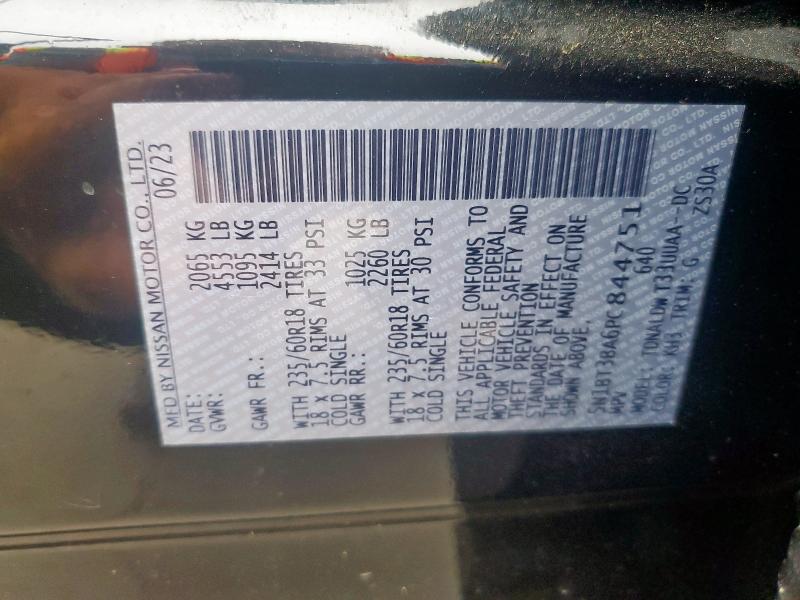 MFD BY NISSAN MOTOR CO., LTD.
DATE: 06/23
GVWR: 2065 KG
4553 LB
GAWR FR.: 1095 KG
2414 LB
WITH 235/60R18 TIRES
18 x 7.5 RIMS AT 33 PSI
COLD SINGLE
GAWR RR.: 1025 KG
2260 LB
WITH 235/60R18 TIRES
18 x 7.5 RIMS AT 30 PSI
COLD SINGLE
THIS VEHICLE CONFORMS TO
ALL APPLICABLE FEDERAL
MOTOR VEHICLE SAFETY AND
THEFT PREVENTION
STANDARDS IN EFFECT ON
THE DATE OF MANUFACTURE
SHOWN ABOVE.
5N1BT3BA6PC844751
MPV 640
MODEL: TDNALDW T33UUAA--DC
COLOR: KH3 TRIM: G ZS30A